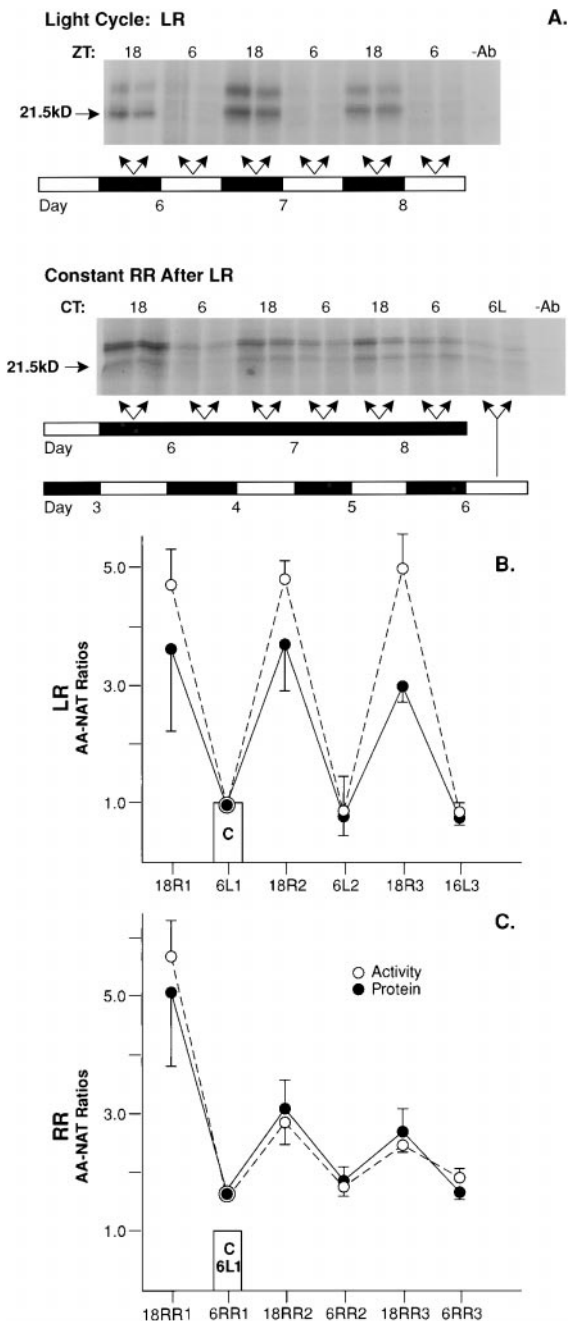 Light Cycle: LR
A.
ZT: 18 6 18 6 18 6 -Ab
21.5kD
Day 6 7 8
Constant RR After LR
CT: 18 6 18 6 18 6 6L -Ab
21.5kD
Day 6 7 8
Day 3 4 5 6
B.
LR
AA-NAT Ratios
5.0
3.0
1.0
C
18R1 6L1 18R2 6L2 18R3 16L3
C.
RR
AA-NAT Ratios
Activity
Protein
5.0
3.0
1.0
C
6L1
18RR1 6RR1 18RR2 6RR2 18RR3 6RR3